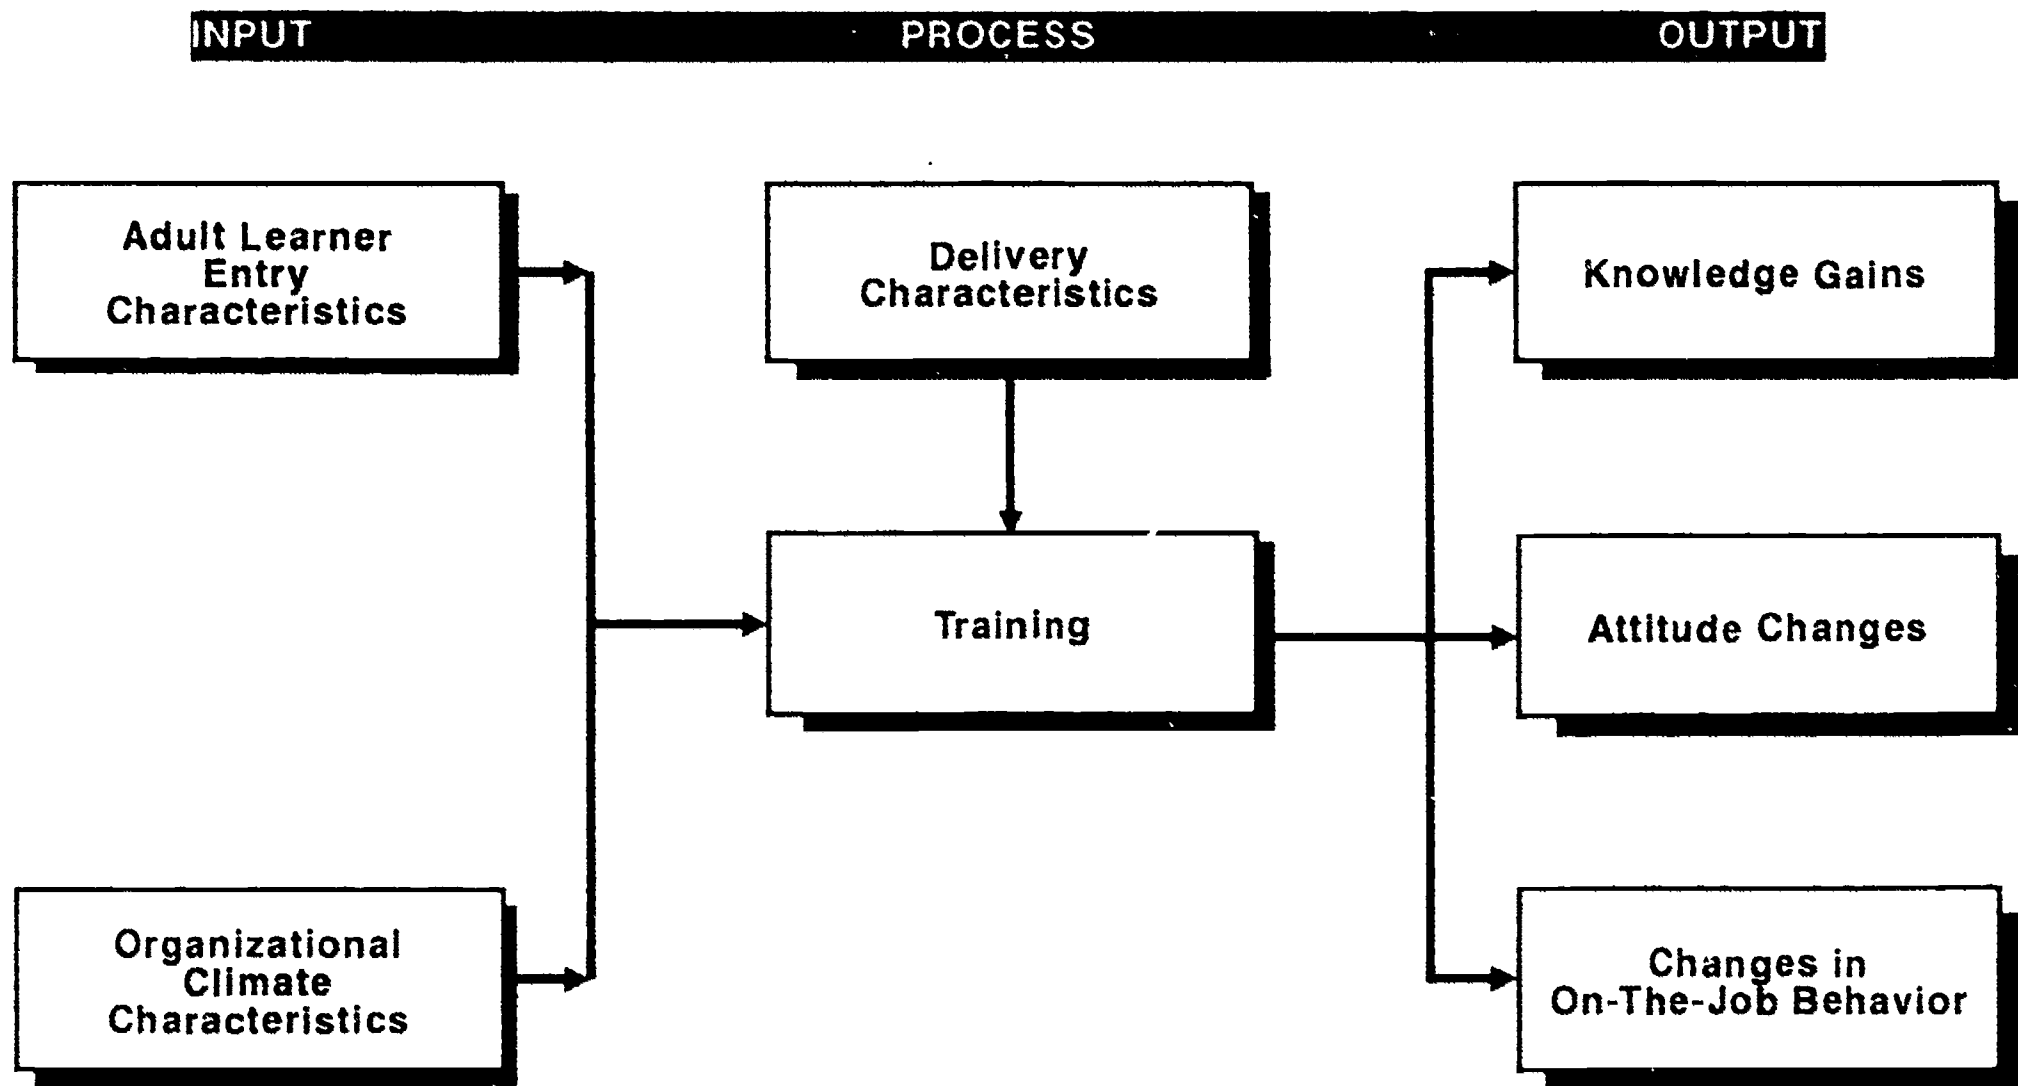 INPUT PROCESS OUTPUT
Adult Learner
Entry
Characteristics
Delivery
Characteristics
Knowledge Gains
Training
Attitude Changes
Organizational
Climate
Characteristics
Changes in
On-The-Job Behavior